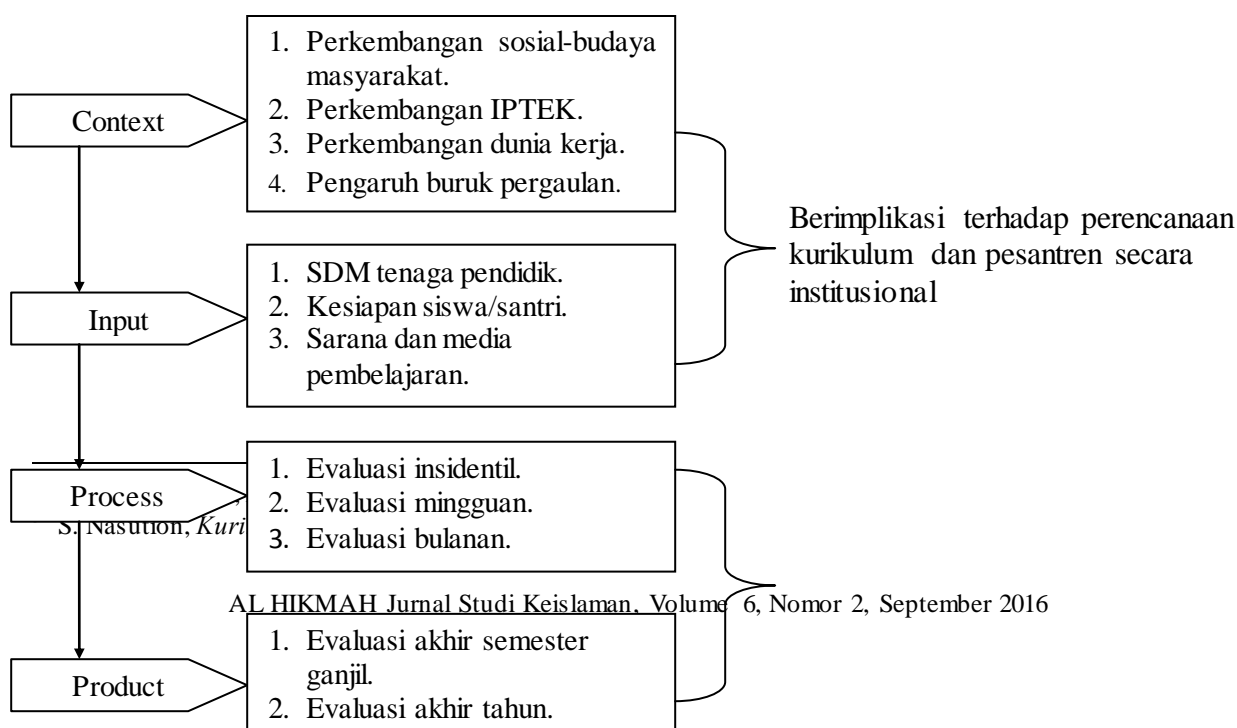 1. Perkembangan sosial-budaya
masyarakat.
2. Perkembangan IPTEK.
3. Perkembangan dunia kerja.
4. Pengaruh buruk pergaulan.
Context
Berimplikasi terhadap perencanaan
kurikulum dan pesantren secara
institusional
1. SDM tenaga pendidik.
2. Kesiapan siswa/santri.
3. Sarana dan media
pembelajaran.
Input
1. Evaluasi insidentil.
2. Evaluasi mingguan.
3. Evaluasi bulanan.
Process
S. Nasution, Kuri
AL HIKMAH Jurnal Studi Keislaman, Volume 6, Nomor 2, September 2016
1. Evaluasi akhir semester
ganjil.
2. Evaluasi akhir tahun.
Product